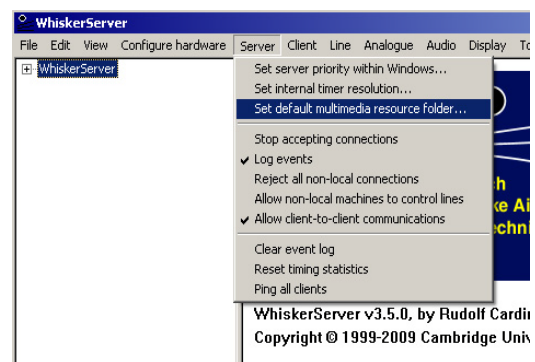 WhiskerServer
File Edit View Configure hardware Server Client Line Analogue Audio Display
WhiskerServer
Set server priority within Windows...
Set internal timer resolution...
Set default multimedia resource folder...
Stop accepting connections
Log events
Reject all non-local connections
Allow non-local machines to control lines
Allow client-to-client communications
Clear event log
Reset timing statistics
Ping all clients
WhiskerServer v3.5.0, by Rudolf
Copyright © 1999-2009 Cambridge